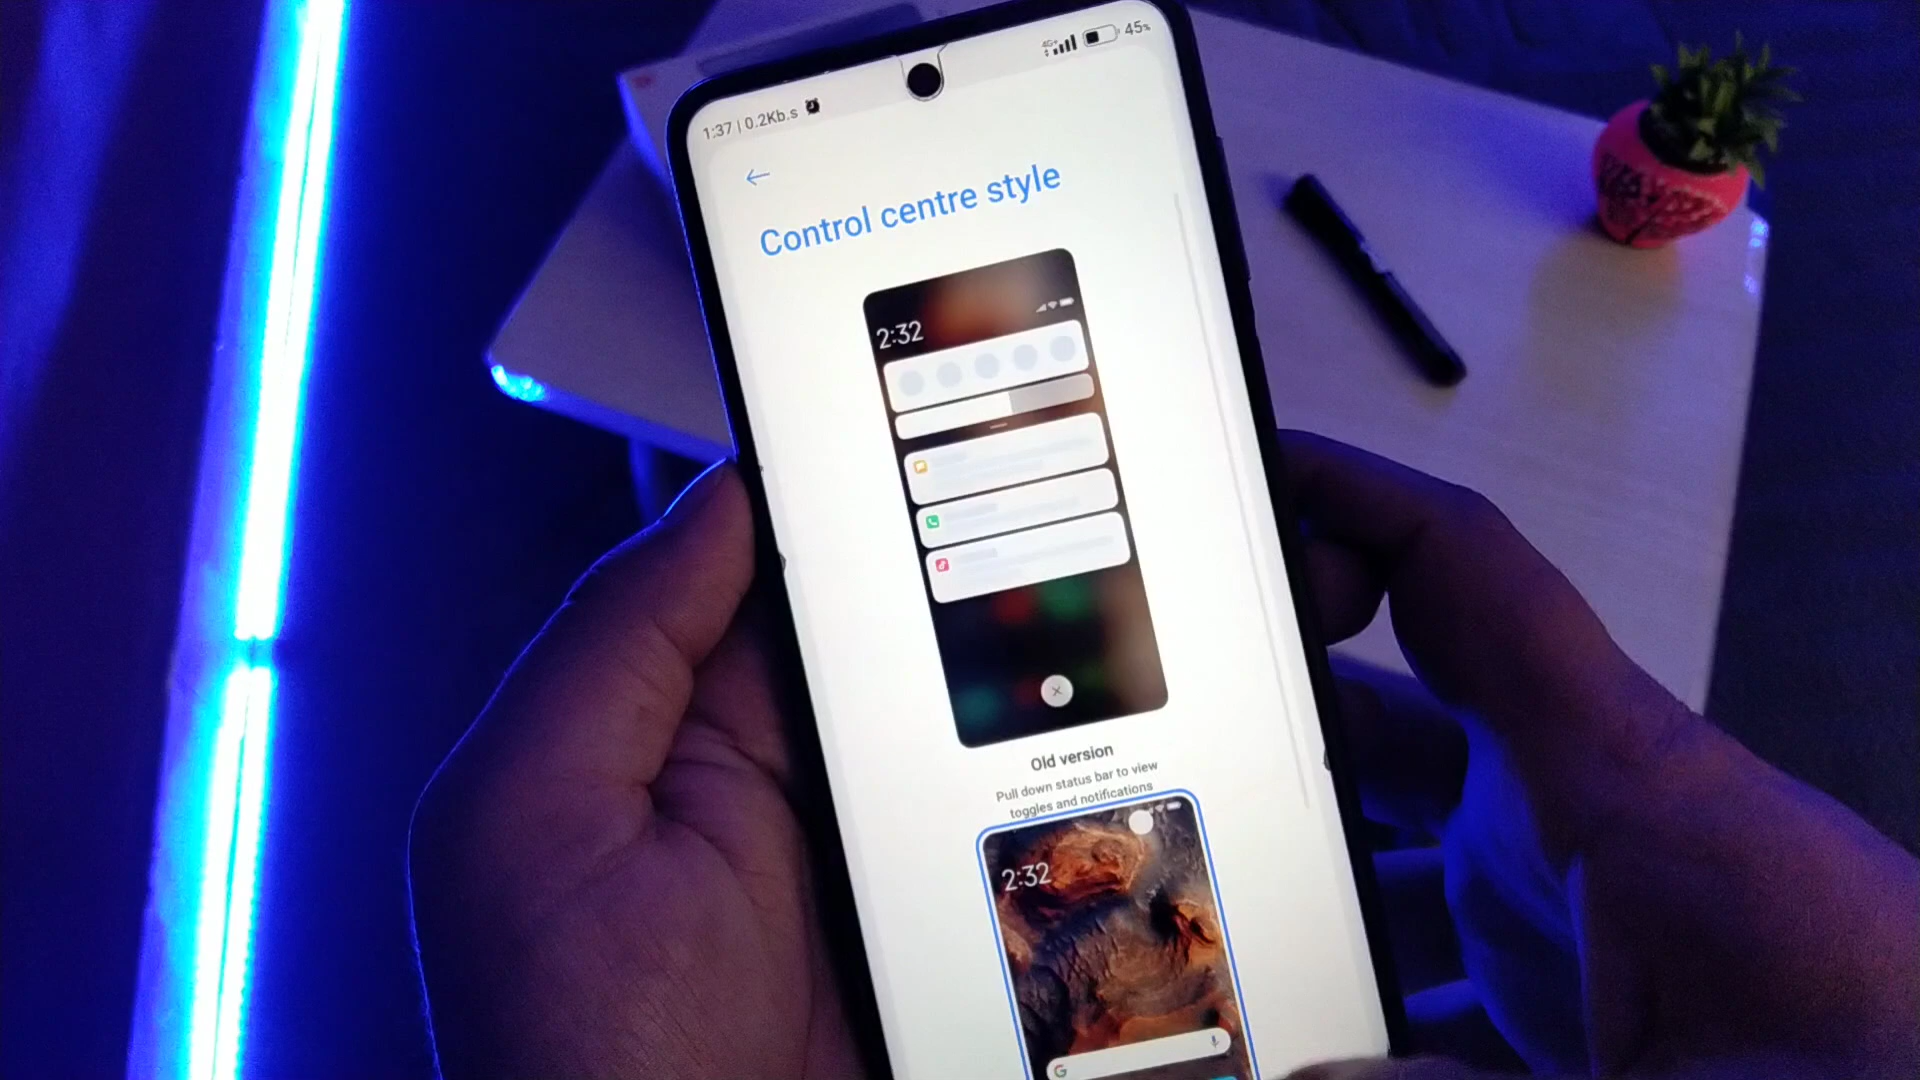 1:37 | 0.2Kb.s
4G+
45%
Control centre style
2:32
Old version
Pull down status bar to view
toggles and notifications
2:32
G